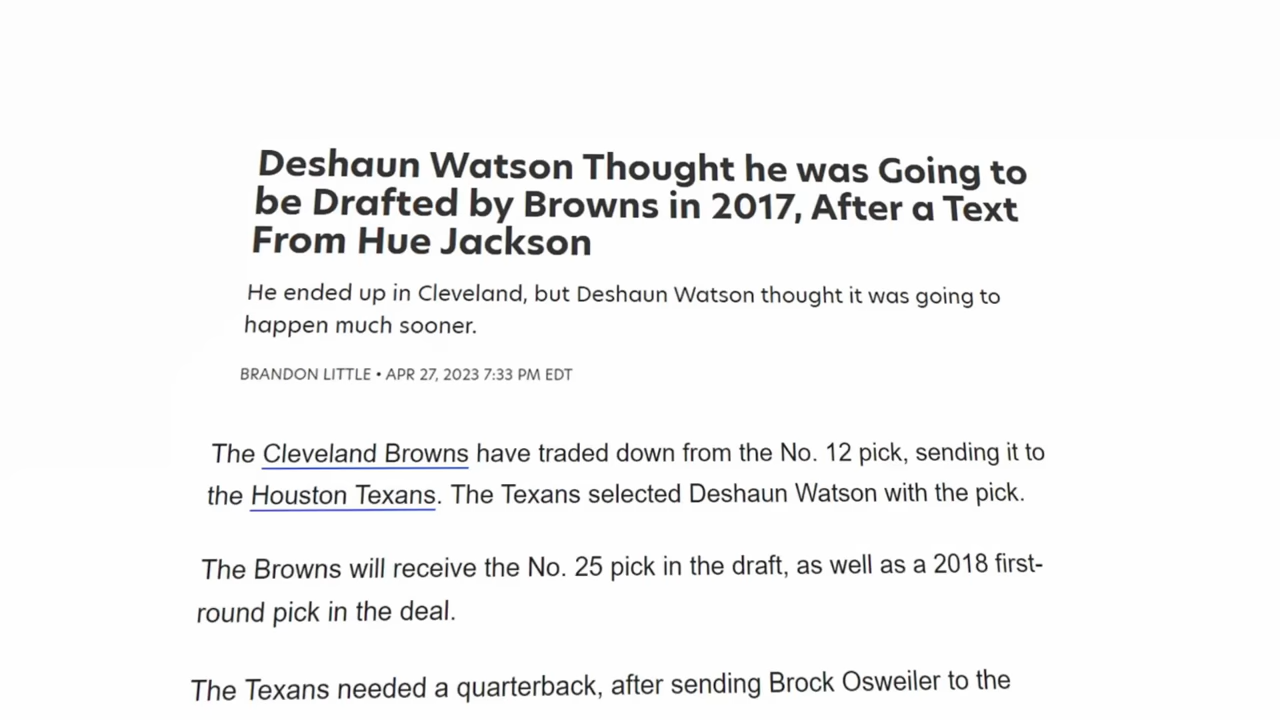 Deshaun Watson Thought he was Going to
be Drafted by Browns in 2017, After a Text
From Hue Jackson
He ended up in Cleveland, but Deshaun Watson thought it was going to
happen much sooner.
BRANDON LITTLE • APR 27, 2023 7:33 PM EDT
The Cleveland Browns have traded down from the No. 12 pick, sending it to
the Houston Texans. The Texans selected Deshaun Watson with the pick.
The Browns will receive the No. 25 pick in the draft, as well as a 2018 first-
round pick in the deal.
The Texans needed a quarterback, after sending Brock Osweiler to the